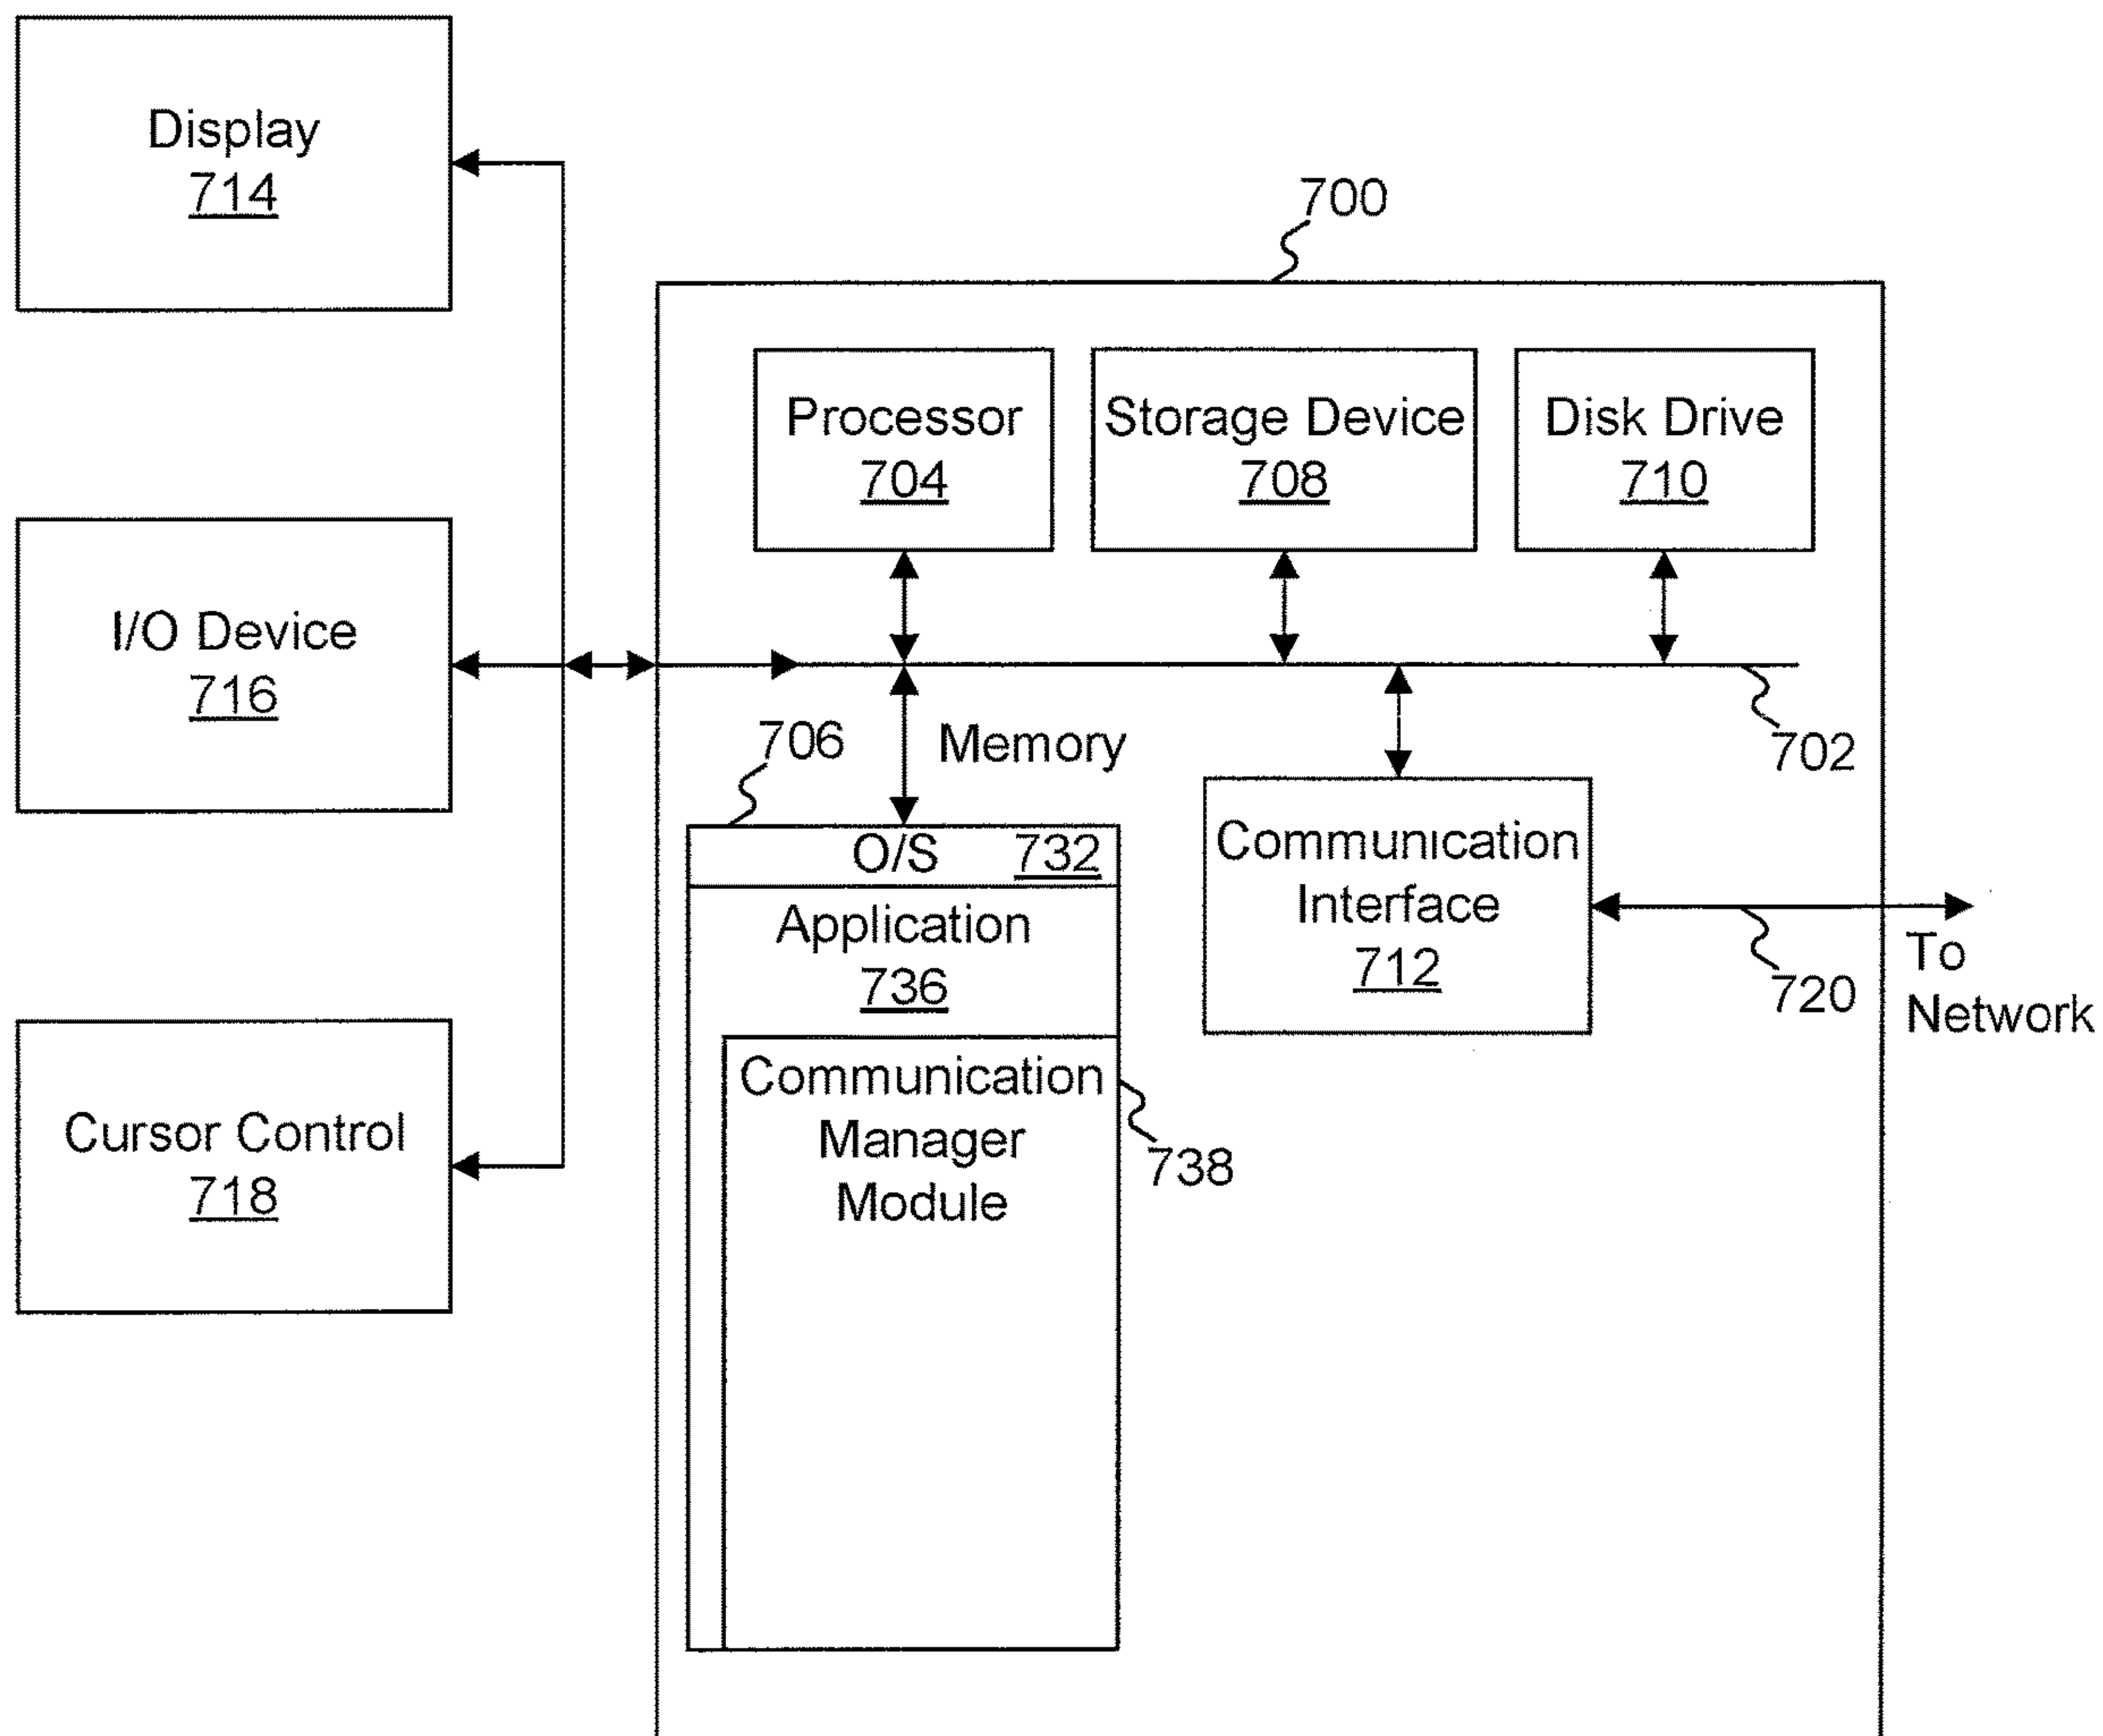 Display
714
700
Processor
704
Storage Device
708
Disk Drive
710
I/O Device
716
706
Memory
702
O/S 732
Application
736
Communication
Interface
712
720
To
Network
Communication
Manager
Module
738
Cursor Control
718